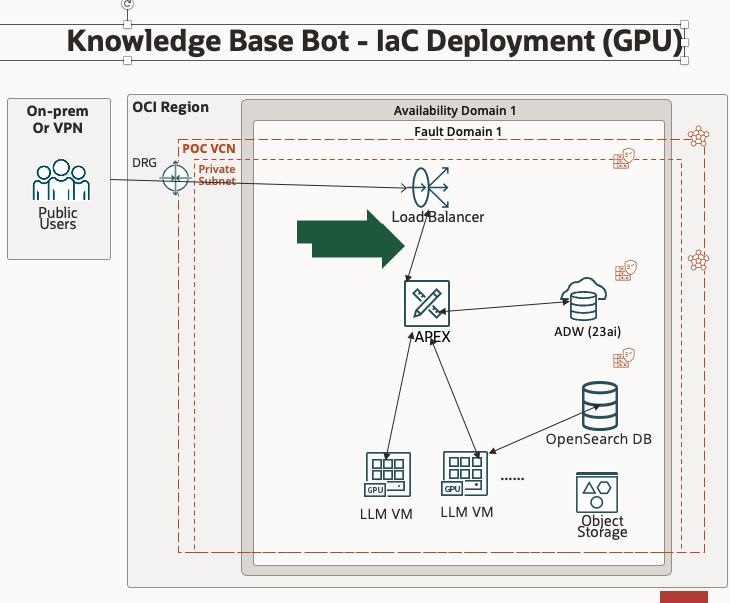 Knowledge Base Bot - IaC Deployment (GPU)
On-prem
Or VPN
Public
Users
OCI Region
DRG
POC VCN
Private
Subnet
Availability Domain 1
Fault Domain 1
Load Balancer
APEX
ADW (23ai)
OpenSearch DB
GPU
LLM VM
GPU
LLM VM
......
Object
Storage